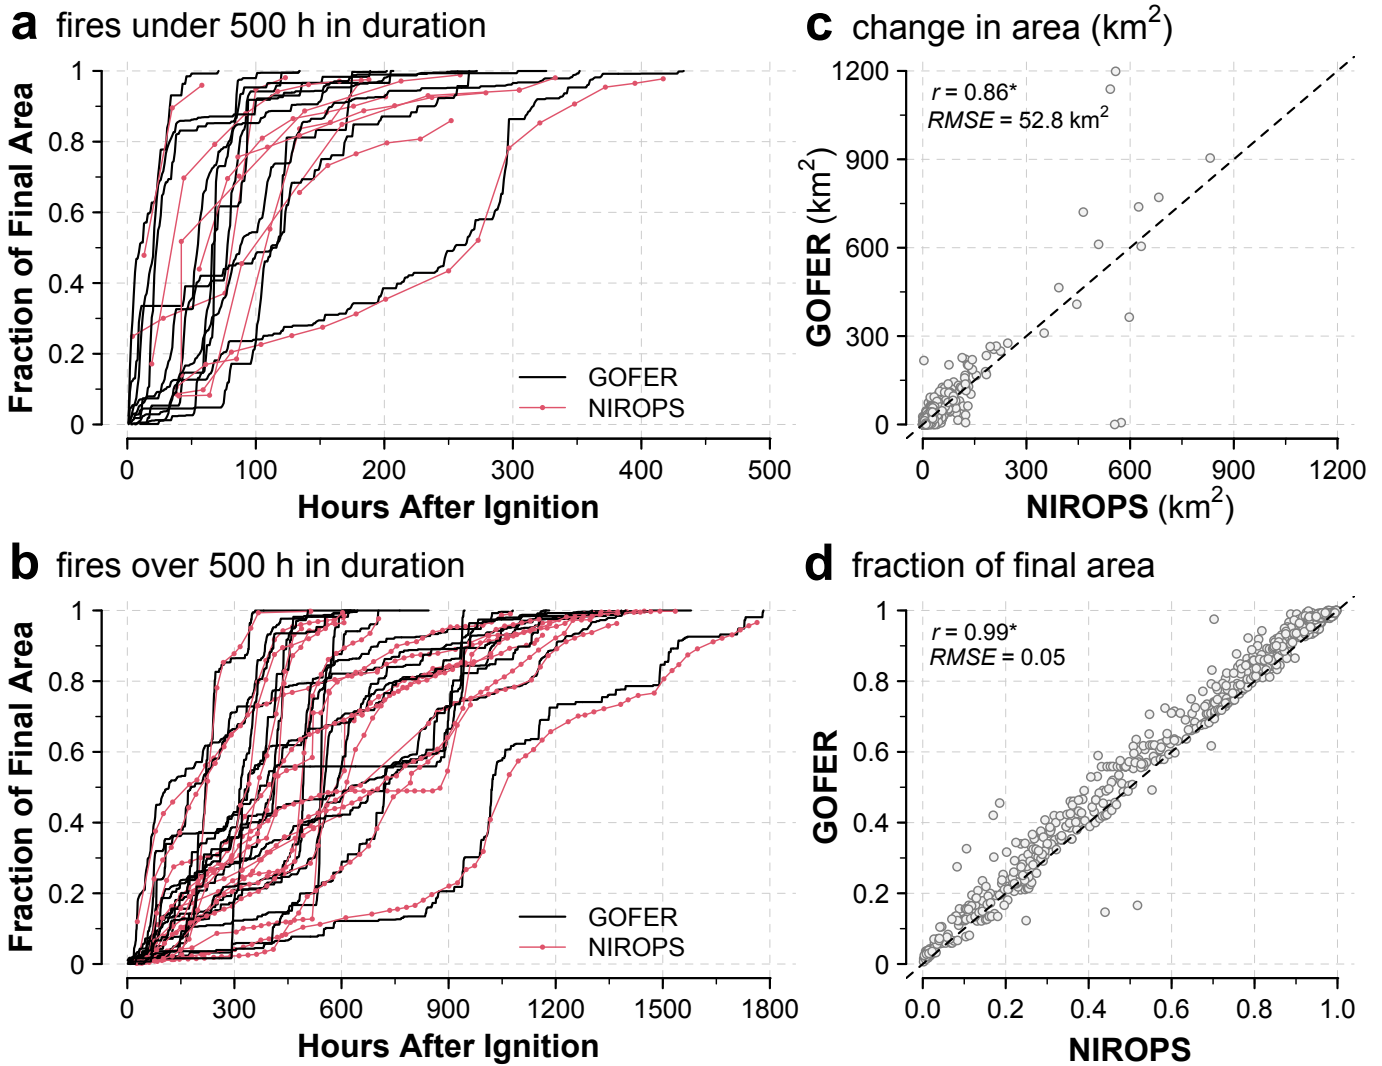 a fires under 500 h in duration
1
0.8
0.6
0.4
0.2
0
Fraction of Final Area
GOFER
NIROPS
0 100 200 300 400 500
Hours After Ignition
c change in area (km²)
r = 0.86*
RMSE = 52.8 km²
1200
900
600
300
0
GOFER (km²)
0 300 600 900 1200
NIROPS (km²)
b fires over 500 h in duration
1
0.8
0.6
0.4
0.2
0
Fraction of Final Area
GOFER
NIROPS
0 300 600 900 1200 1500 1800
Hours After Ignition
d fraction of final area
r = 0.99*
RMSE = 0.05
1
0.8
0.6
0.4
0.2
0
GOFER
0.0 0.2 0.4 0.6 0.8 1.0
NIROPS